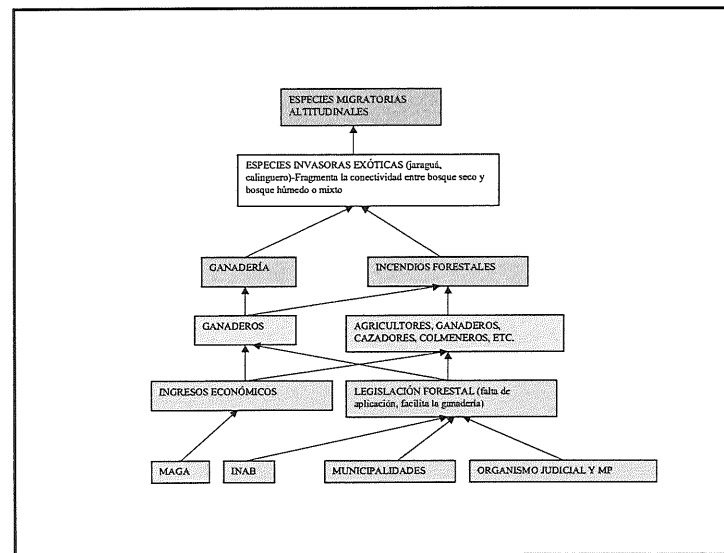 ESPECIES MIGRATORIAS
ALTITUDINALES
ESPECIES INVASORAS EXÓTICAS (jaraguá,
calinguero)-Fragmenta la conectividad entre bosque seco y
bosque húmedo o mixto
GANADERÍA
INCENDIOS FORESTALES
GANADEROS
AGRICULTORES, GANADEROS,
CAZADORES, COLMENEROS, ETC.
INGRESOS ECONÓMICOS
LEGISLACIÓN FORESTAL (falta de
aplicación, facilita la ganadería)
MAGA
INAB
MUNICIPALIDADES
ORGANISMO JUDICIAL Y MP